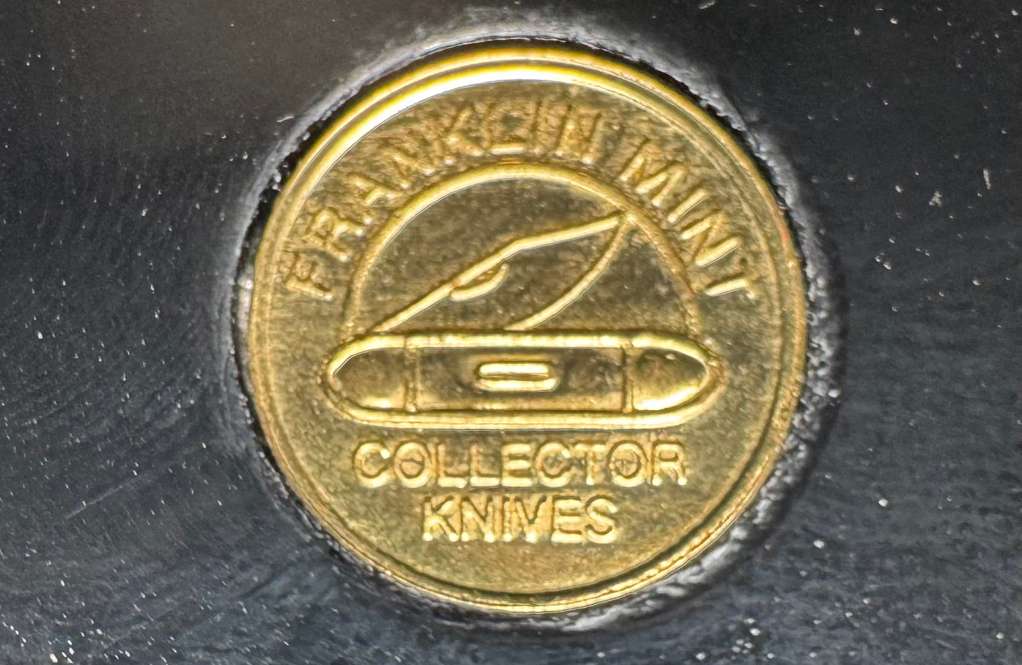 FRANKLIN MINT
COLLECTOR
KNIVES